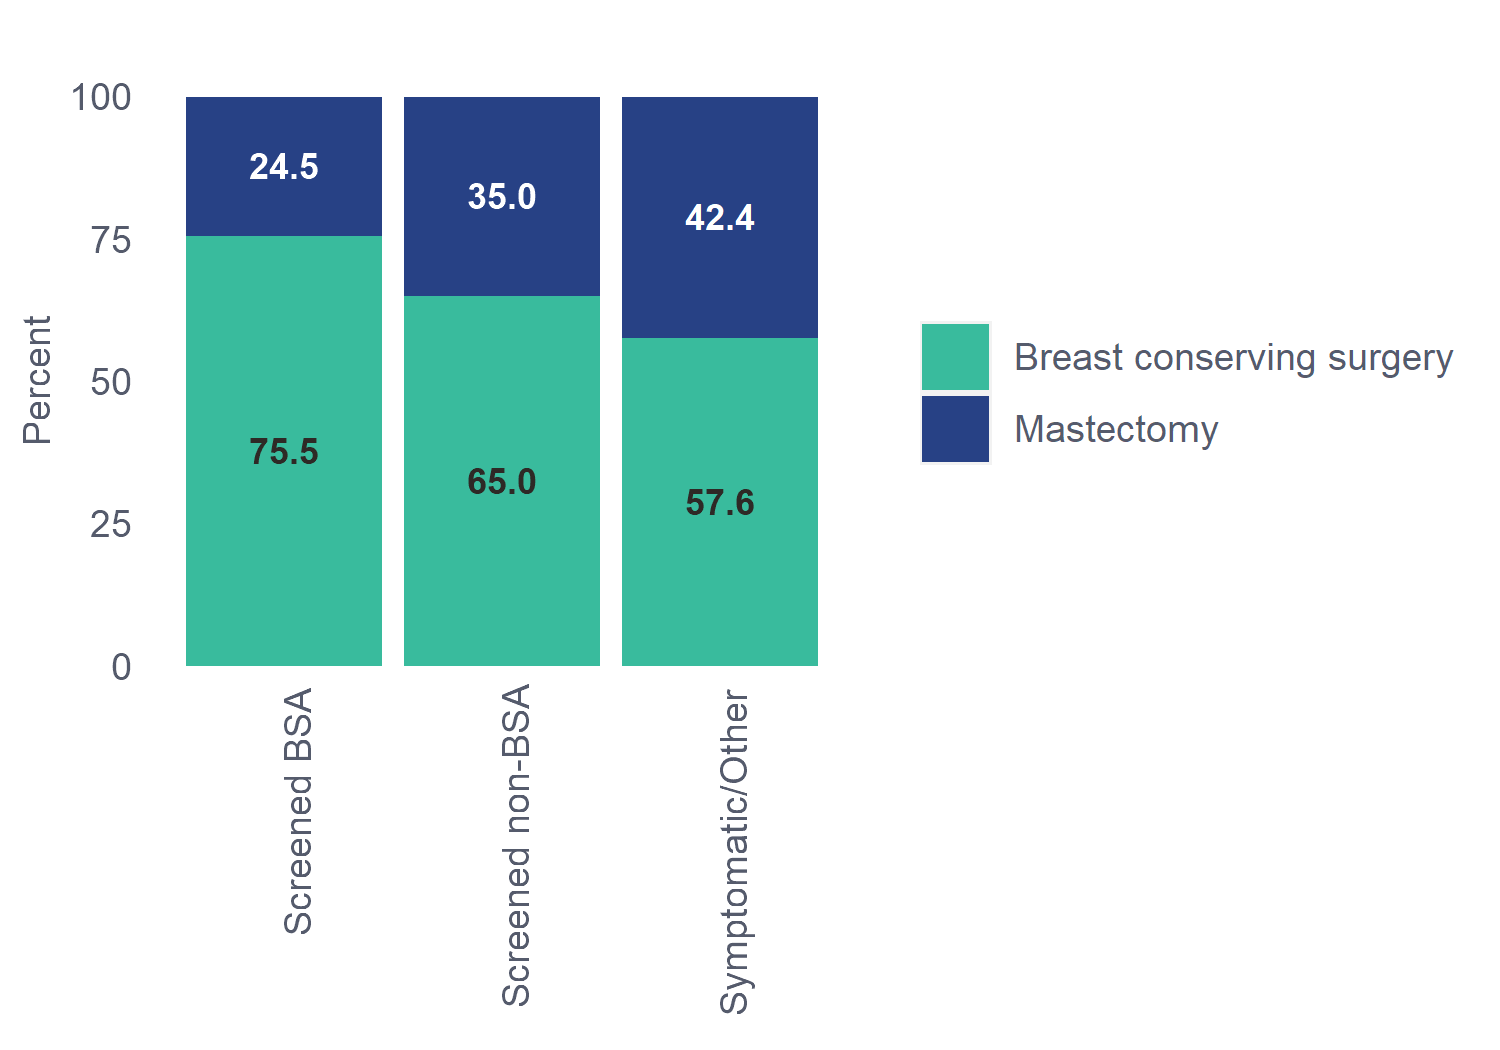 100
75
50
25
0
Percent
24.5
35.0
42.4
75.5
65.0
57.6
Screened BSA
Screened non-BSA
Symptomatic/Other
Breast conserving surgery
Mastectomy